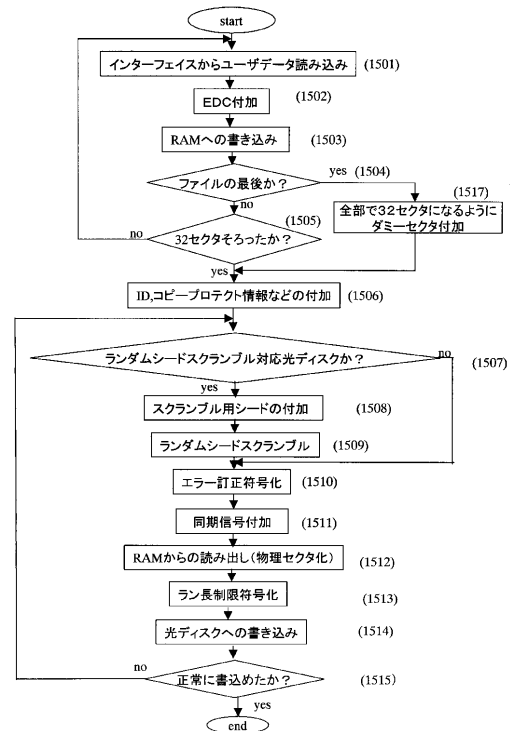 start
インターフェイスからユーザデータ読み込み (1501)
EDC付加 (1502)
RAMへの書き込み (1503)
ファイルの最後か？ yes (1504)
no
(1517)
全部で32セクタになるように
ダミーセクタ付加
32セクタそろったか？ (1505)
no
yes
ID,コピープロテクト情報などの付加 (1506)
ランダムシードスクランブル対応光ディスクか？ no (1507)
yes
スクランブル用シードの付加 (1508)
ランダムシードスクランブル (1509)
エラー訂正符号化 (1510)
同期信号付加 (1511)
RAMからの読み出し(物理セクタ化) (1512)
ラン長制限符号化 (1513)
光ディスクへの書き込み (1514)
no
正常に書込めたか？ (1515)
yes
end